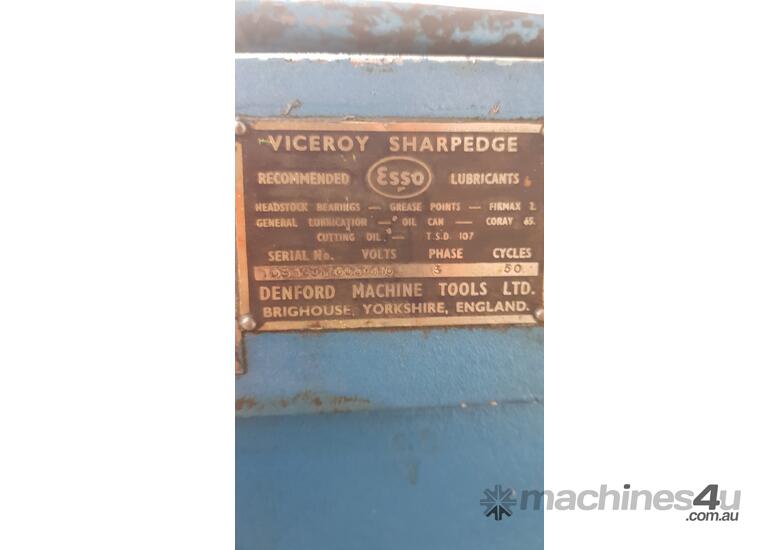 VICEROY SHARPEDGE
RECOMMENDED Esso LUBRICANTS
HEADSTOCK BEARINGS — GREASE POINTS — FIRMAX 2.
GENERAL LUBRICATION — OIL CAN — CORAY 65.
CUTTING OIL — T.S.D. 107
SERIAL No. VOLTS PHASE CYCLES
3 50
DENFORD MACHINE TOOLS LTD.
BRIGHOUSE, YORKSHIRE, ENGLAND.
machines4u
.com.au